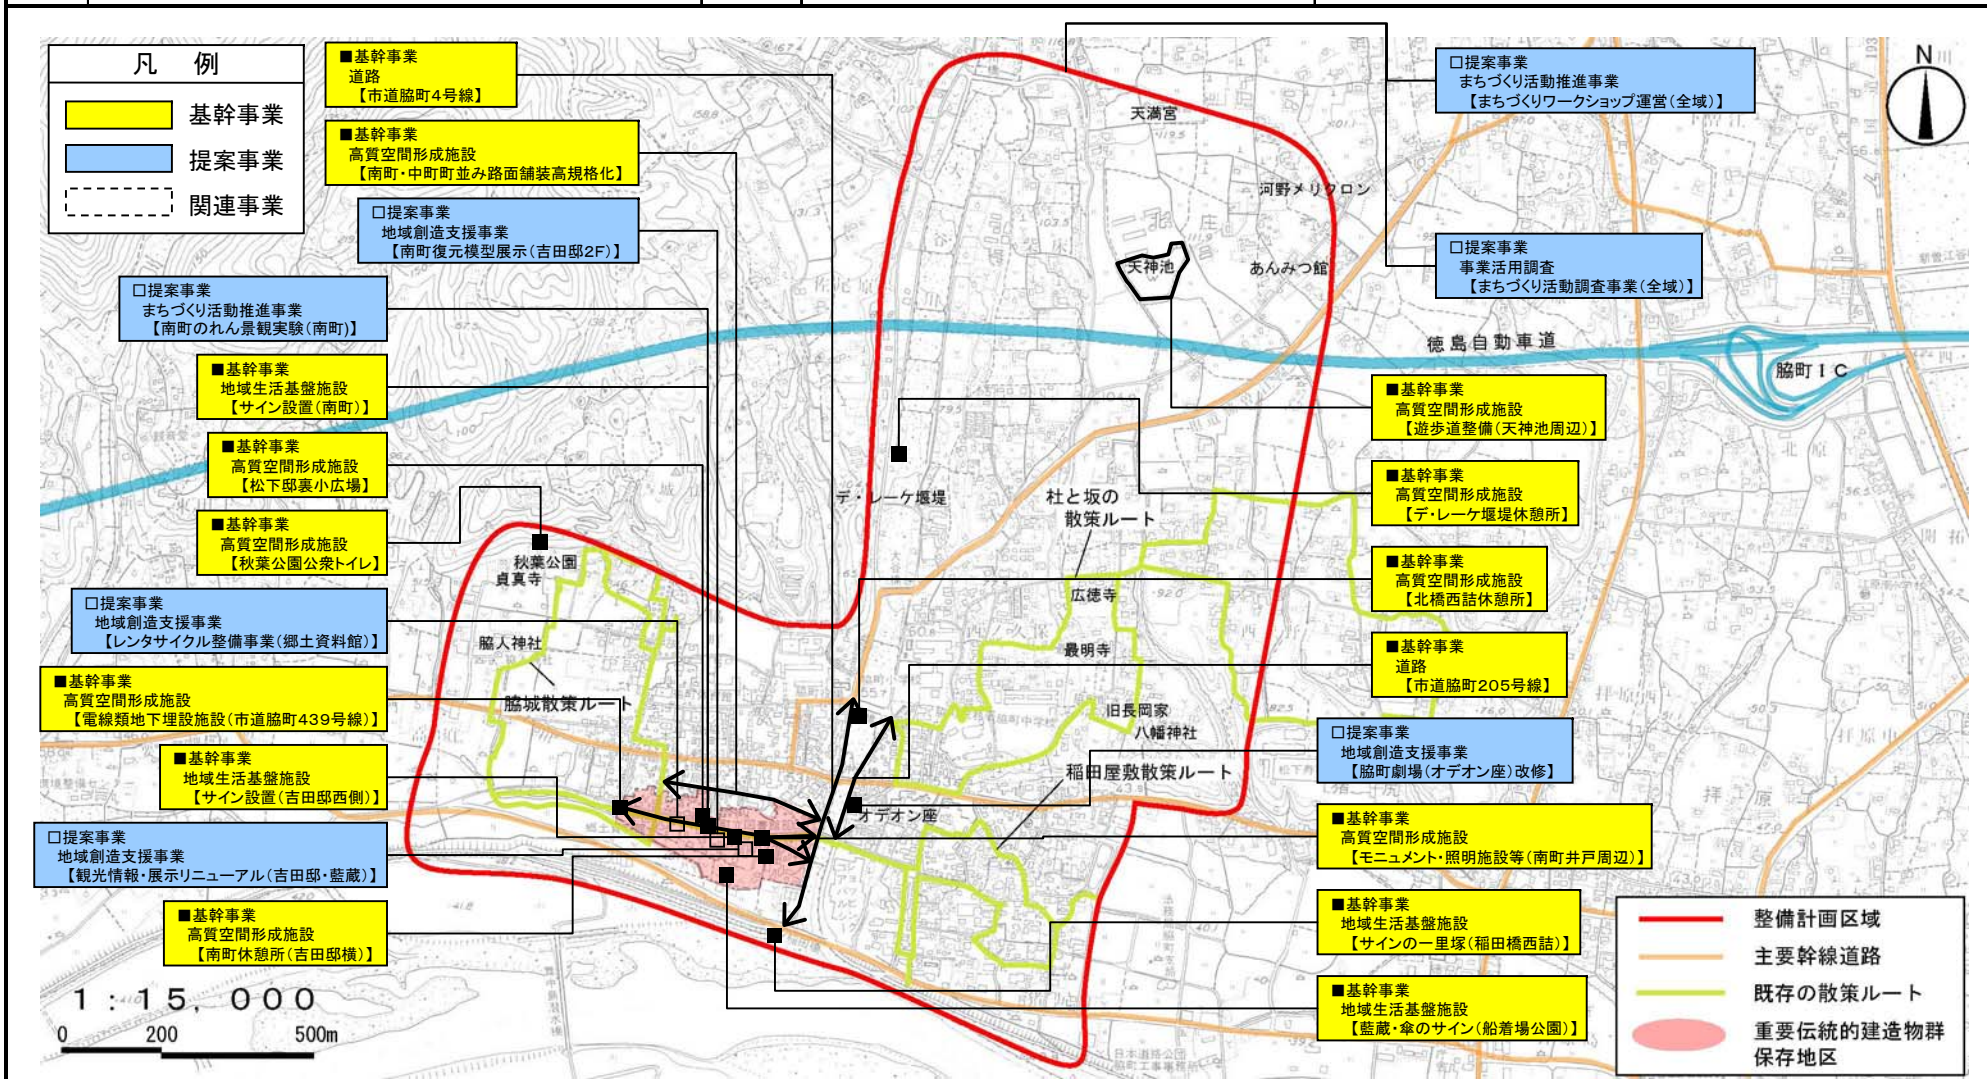 凡 例
基幹事業
提案事業
関連事業
■基幹事業
道路
【市道脇町4号線】
■基幹事業
高質空間形成施設
【南町・中町町並み路面舗装高規格化】
□提案事業
地域創造支援事業
【南町復元模型展示(吉田邸2F)】
□提案事業
まちづくり活動推進事業
【南町のれん景観実験(南町)】
■基幹事業
地域生活基盤施設
【サイン設置(南町)】
■基幹事業
高質空間形成施設
【松下邸裏小広場】
■基幹事業
高質空間形成施設
【秋葉公園公衆トイレ】
□提案事業
地域創造支援事業
【レンタサイクル整備事業(郷土資料館)】
■基幹事業
高質空間形成施設
【電線類地下埋設施設(市道脇町439号線)】
■基幹事業
地域生活基盤施設
【サイン設置(吉田邸西側)】
□提案事業
地域創造支援事業
【観光情報・展示リニューアル(吉田邸・藍蔵)】
■基幹事業
高質空間形成施設
【南町休憩所(吉田邸横)】
1:15,000
0 200 500m
天満宮
河野メリクロン
天神池
あんみつ館
徳島自動車道
脇町IC
デ・レーケ堰堤
杜と坂の
散策ルート
秋葉公園
貞真寺
広徳寺
最明寺
脇人神社
脇城散策ルート
旧長岡家
八幡神社
稲田屋敷散策ルート
オデオン座
N
□提案事業
まちづくり活動推進事業
【まちづくりワークショップ運営(全域)】
□提案事業
事業活用調査
【まちづくり活動調査事業(全域)】
■基幹事業
高質空間形成施設
【遊歩道整備(天神池周辺)】
■基幹事業
高質空間形成施設
【デ・レーケ堰堤休憩所】
■基幹事業
高質空間形成施設
【北橋西詰休憩所】
■基幹事業
道路
【市道脇町205号線】
□提案事業
地域創造支援事業
【脇町劇場(オデオン座)改修】
■基幹事業
高質空間形成施設
【モニュメント・照明施設等(南町井戸周辺)】
■基幹事業
地域生活基盤施設
【サインの一里塚(稲田橋西詰)】
■基幹事業
地域生活基盤施設
【藍蔵・傘のサイン(船着場公園)】
整備計画区域
主要幹線道路
既存の散策ルート
重要伝統的建造物群
保存地区